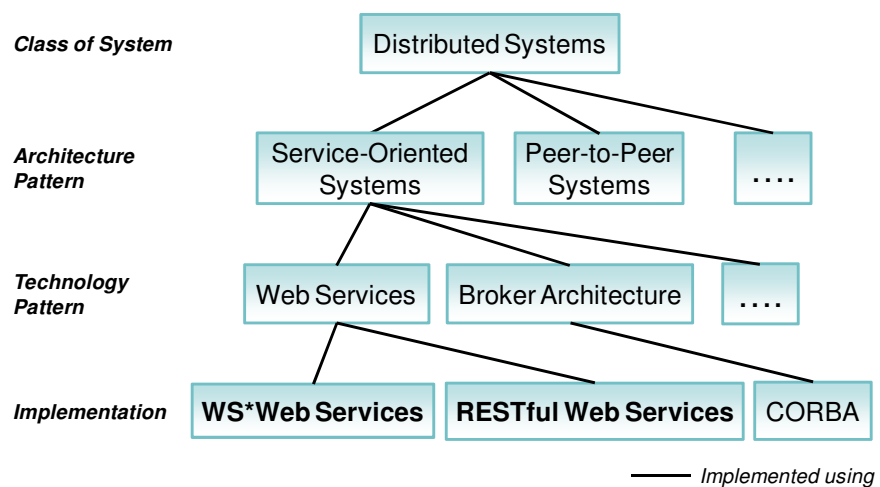 Class of System
Distributed Systems
Architecture
Pattern
Service-Oriented
Systems
Peer-to-Peer
Systems
....
Technology
Pattern
Web Services
Broker Architecture
....
Implementation
WS*Web Services
RESTful Web Services
CORBA
Implemented using